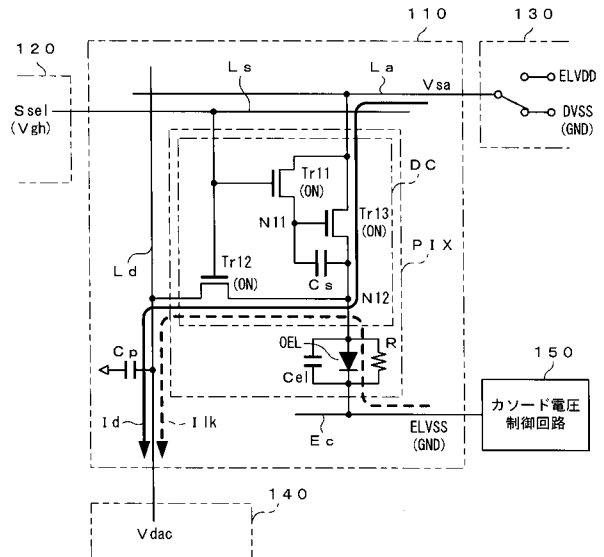 110
130
120
Ls
La
Vsa
ELVDD
DVSS
(GND)
Ssel
(Vgh)
DC
Tr11
(ON)
Tr13
(ON)
N11
PIX
Cs
Ld
Tr12
(ON)
N12
OEL
R
Cp
Cel
150
カソード電圧
制御回路
Id
Ilk
Ec
ELVSS
(GND)
140
Vdac